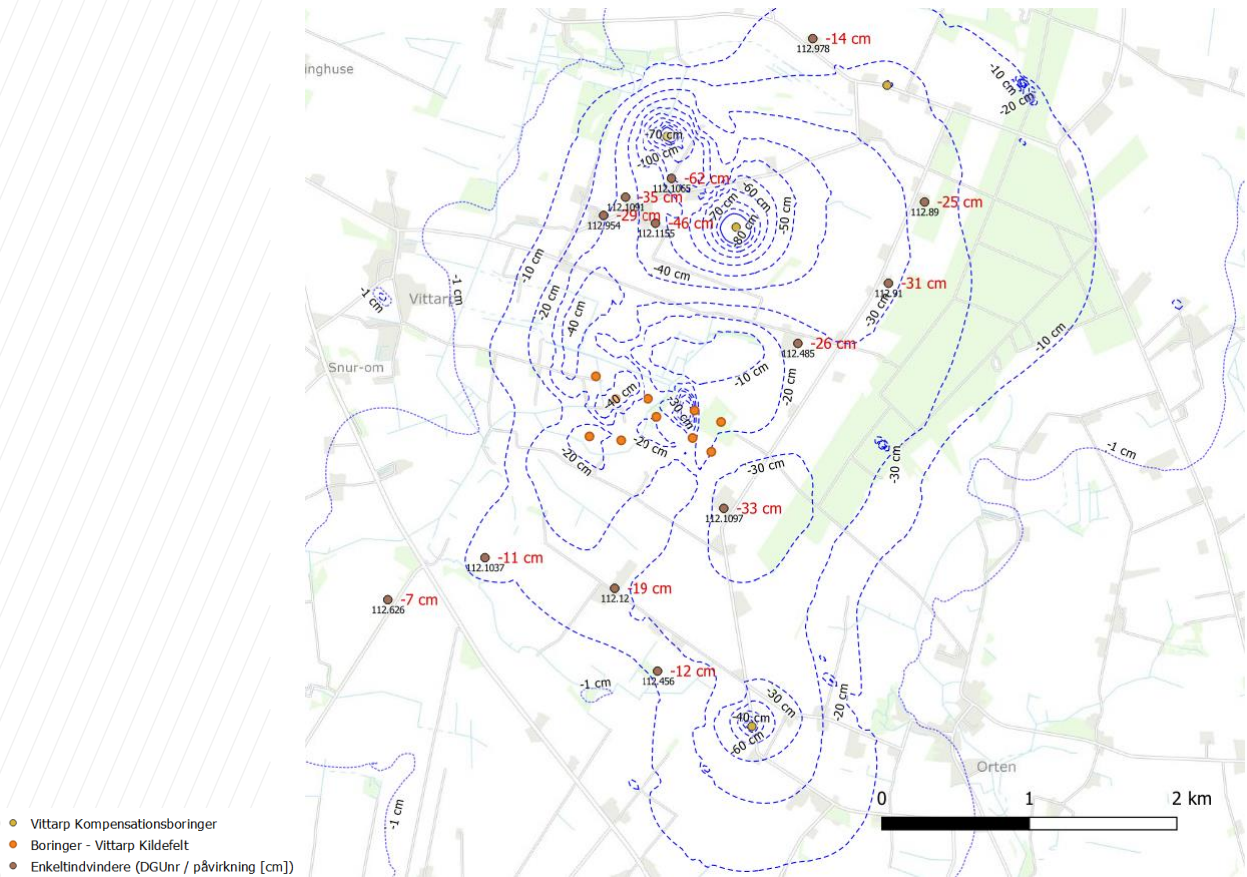 -14 cm
112.978
inghuse
-10 cm
-20 cm
-70 cm
-100 cm
-62 cm
112.1065
-60 cm
-35 cm
112.1091
-70 cm
-25 cm
112.89
-29 cm
112.954
-46 cm
112.1155
-80 cm
-50 cm
-10 cm
-40 cm
-1 cm
-31 cm
112.91
-1 cm
Vittarp
-20 cm
-40 cm
-30 cm
-10 cm
-26 cm
112.485
Snur-om
-10 cm
-20 cm
-40 cm
-30 cm
-20 cm
-20 cm
-30 cm
-30 cm
-1 cm
-33 cm
112.1097
-11 cm
112.1037
-19 cm
112.12
-7 cm
112.626
-12 cm
112.456
-1 cm
-30 cm
-20 cm
-40 cm
-60 cm
Orten
-1 cm
0 1 2 km
Vittarp Kompensationsboringer
Boringer - Vittarp Kildefelt
Enkeltindvindere (DGUnr / påvirkning [cm])